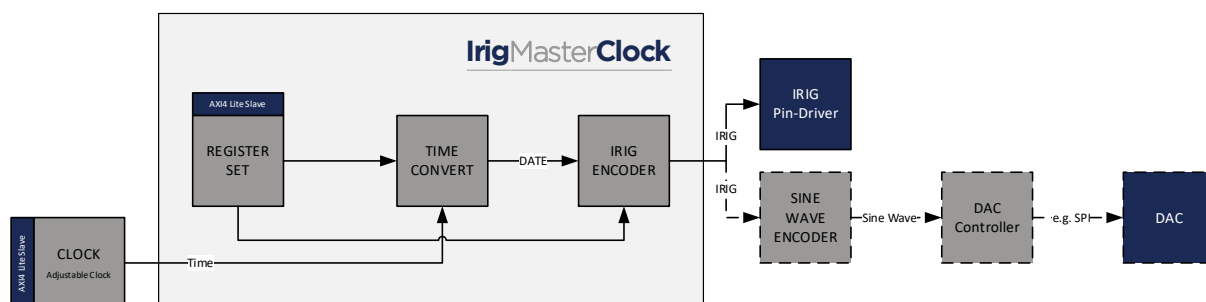 IrigMasterClock
AXI4 Lite Slave
REGISTER
SET
TIME
CONVERT
DATE
IRIG
ENCODER
IRIG
IRIG
Pin-Driver
IRIG
SINE
WAVE
ENCODER
Sine Wave
DAC
Controller
e.g. SPI
DAC
AXI4 Lite Slave
CLOCK
Adjustable Clock
Time